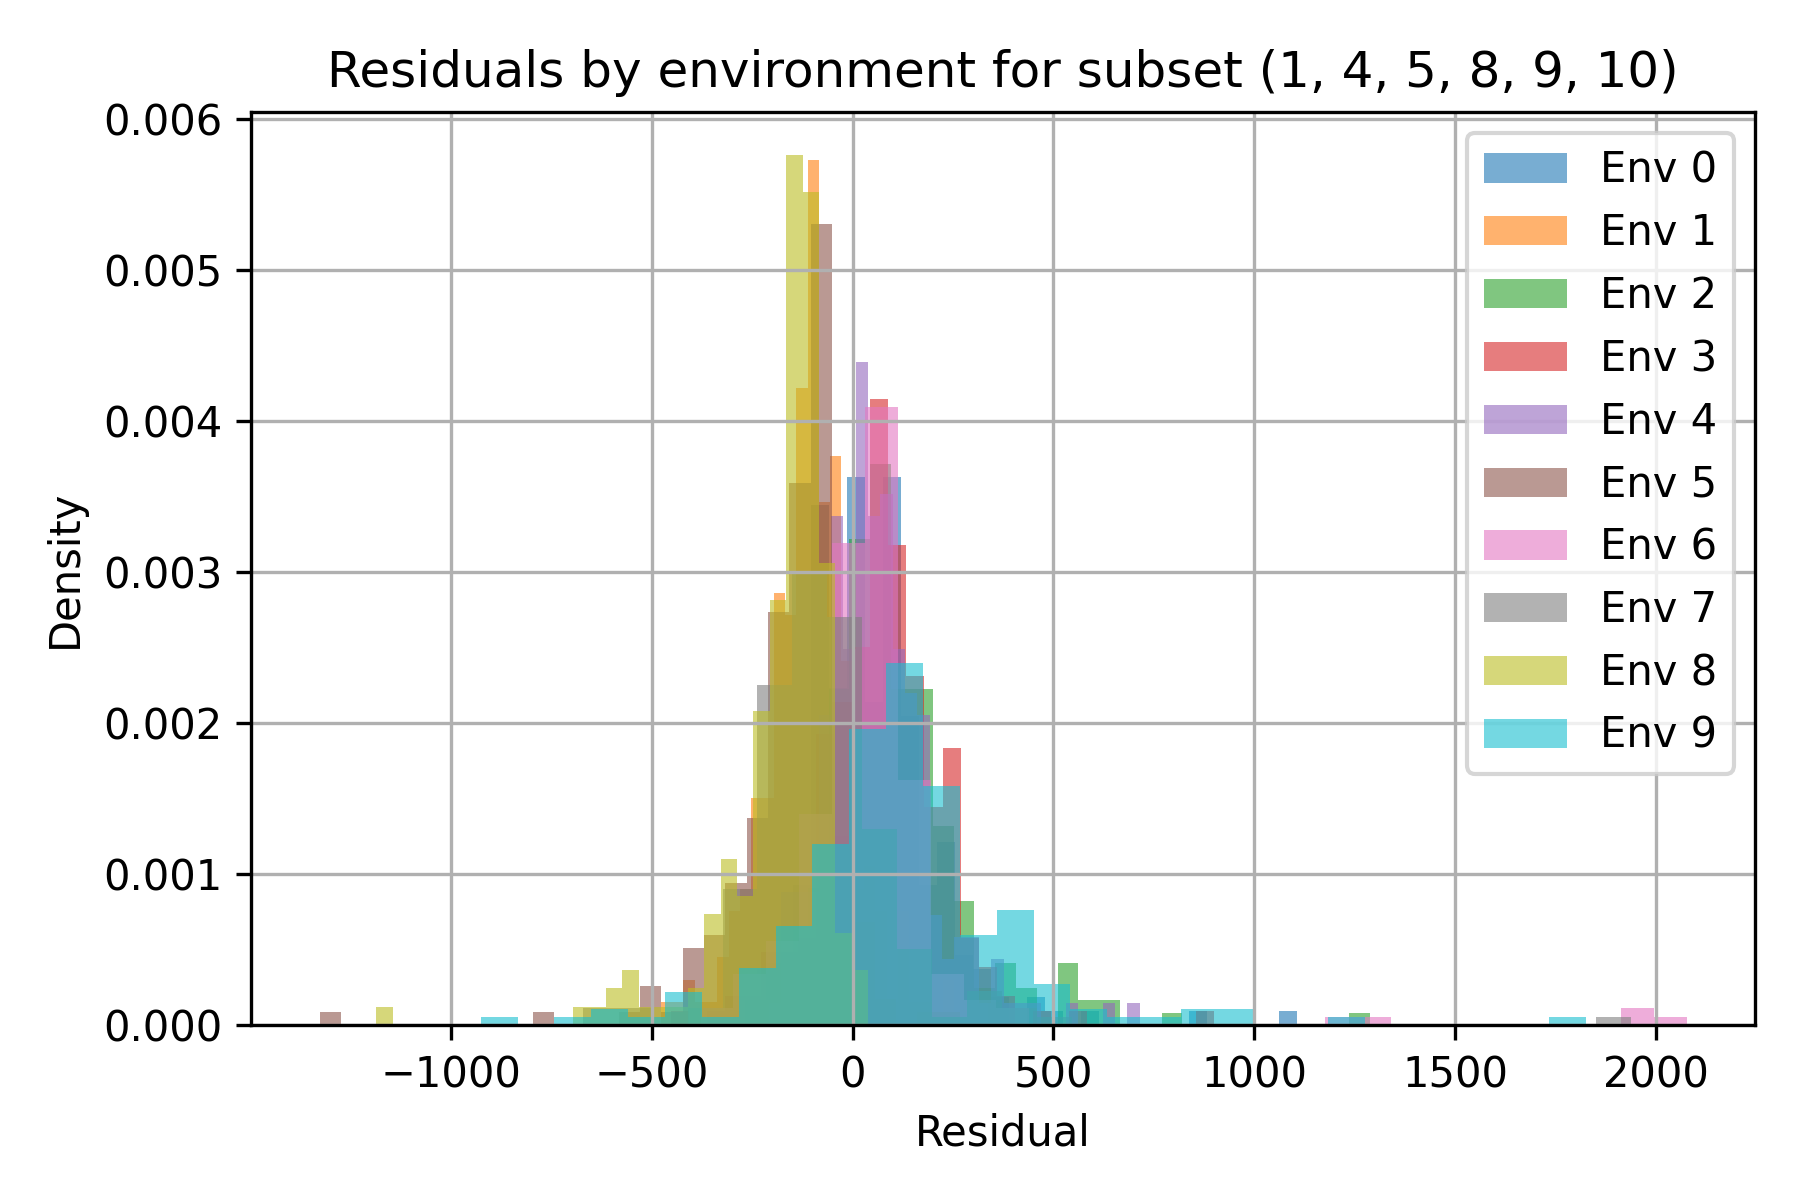 Residuals by environment for subset (1, 4, 5, 8, 9, 10)
0.006
0.005
0.004
0.003
0.002
0.001
0.000
Density
−1000
−500
0
500
1000
1500
2000
Residual
Env 0
Env 1
Env 2
Env 3
Env 4
Env 5
Env 6
Env 7
Env 8
Env 9